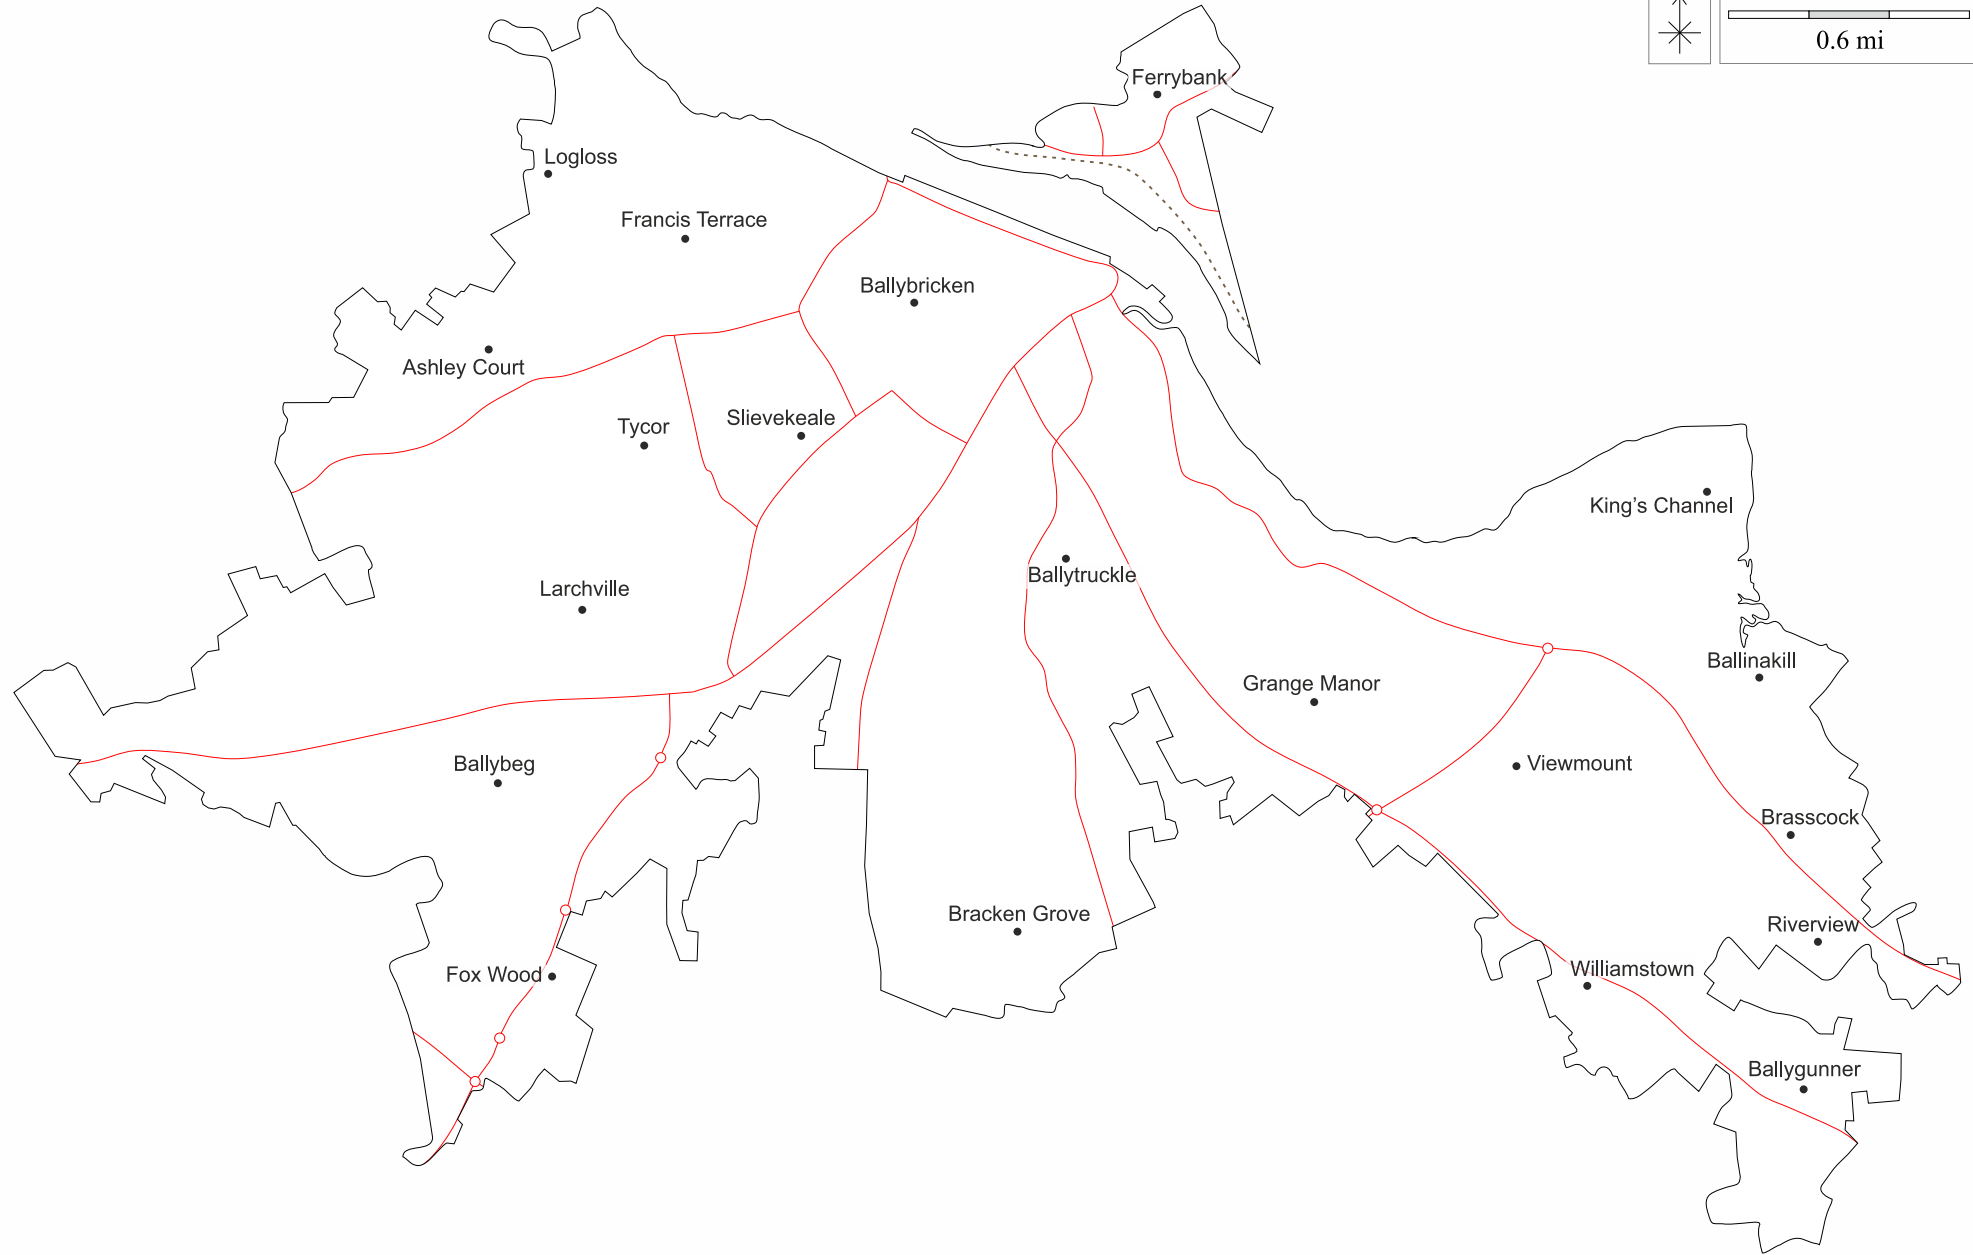 0.6 mi
Ferrybank
Logloss
Francis Terrace
Ballybricken
Ashley Court
Tycor
Slievekeale
King's Channel
Ballytruckle
Larchville
Ballinakill
Grange Manor
Ballybeg
Viewmount
Brasscock
Bracken Grove
Riverview
Fox Wood
Williamstown
Ballygunner